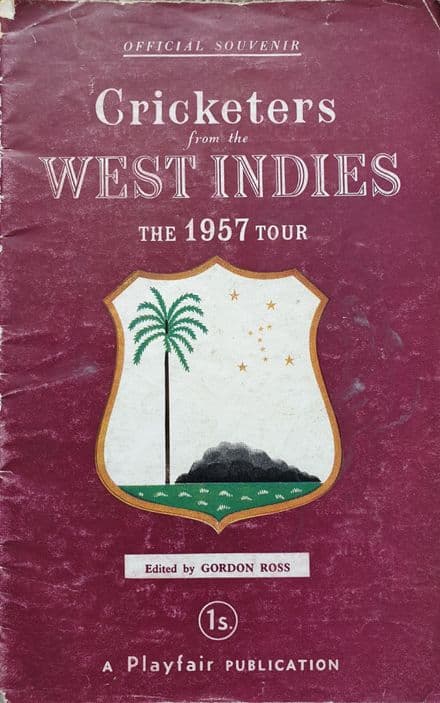 OFFICIAL SOUVENIR
Cricketers
from the
WEST INDIES
THE 1957 TOUR
Edited by GORDON ROSS
1s.
A Playfair PUBLICATION